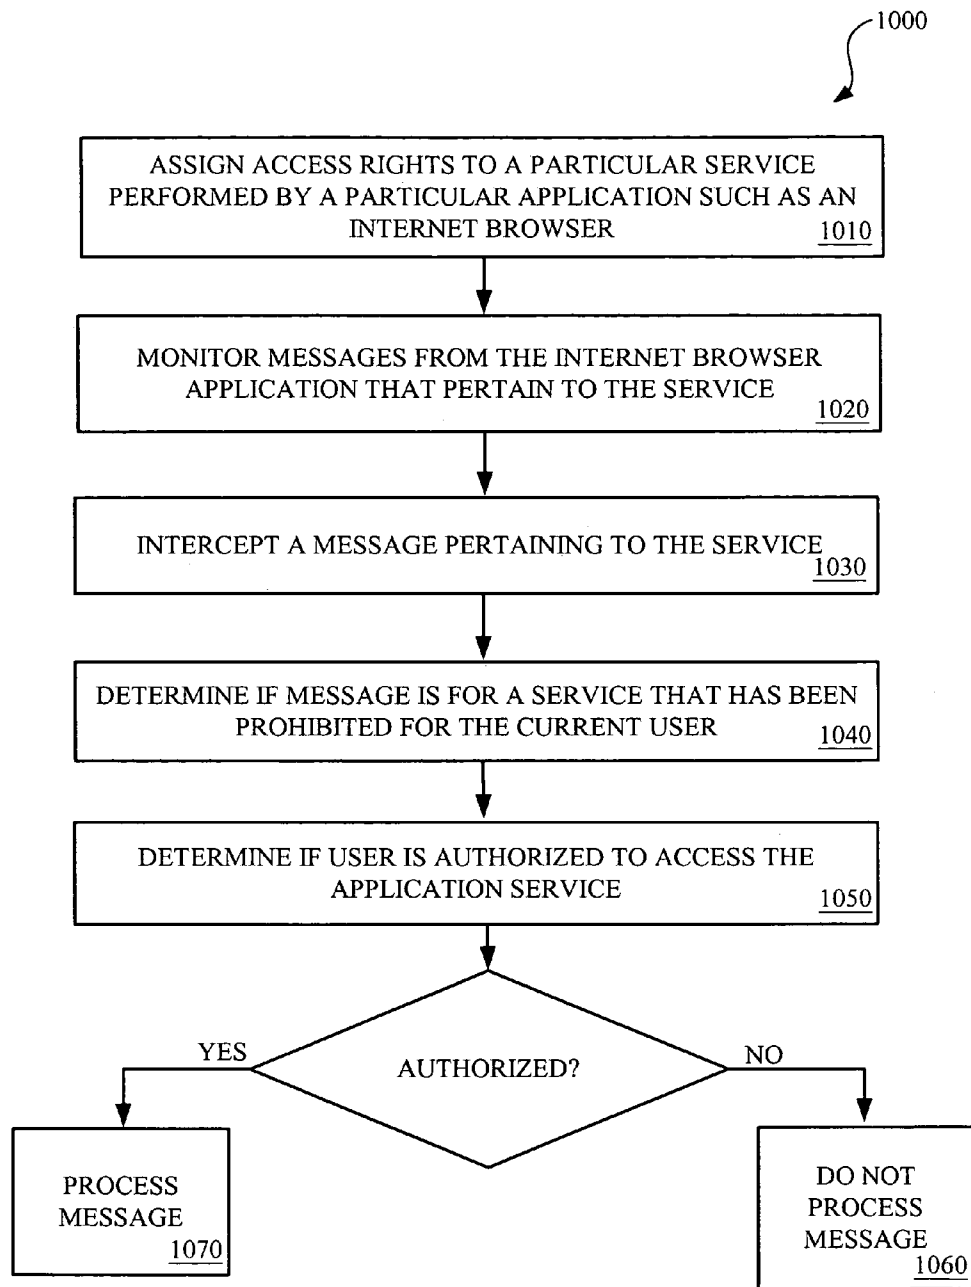 1000
ASSIGN ACCESS RIGHTS TO A PARTICULAR SERVICE
PERFORMED BY A PARTICULAR APPLICATION SUCH AS AN
INTERNET BROWSER
1010
MONITOR MESSAGES FROM THE INTERNET BROWSER
APPLICATION THAT PERTAIN TO THE SERVICE
1020
INTERCEPT A MESSAGE PERTAINING TO THE SERVICE
1030
DETERMINE IF MESSAGE IS FOR A SERVICE THAT HAS BEEN
PROHIBITED FOR THE CURRENT USER
1040
DETERMINE IF USER IS AUTHORIZED TO ACCESS THE
APPLICATION SERVICE
1050
YES
AUTHORIZED?
NO
PROCESS
MESSAGE
1070
DO NOT
PROCESS
MESSAGE
1060